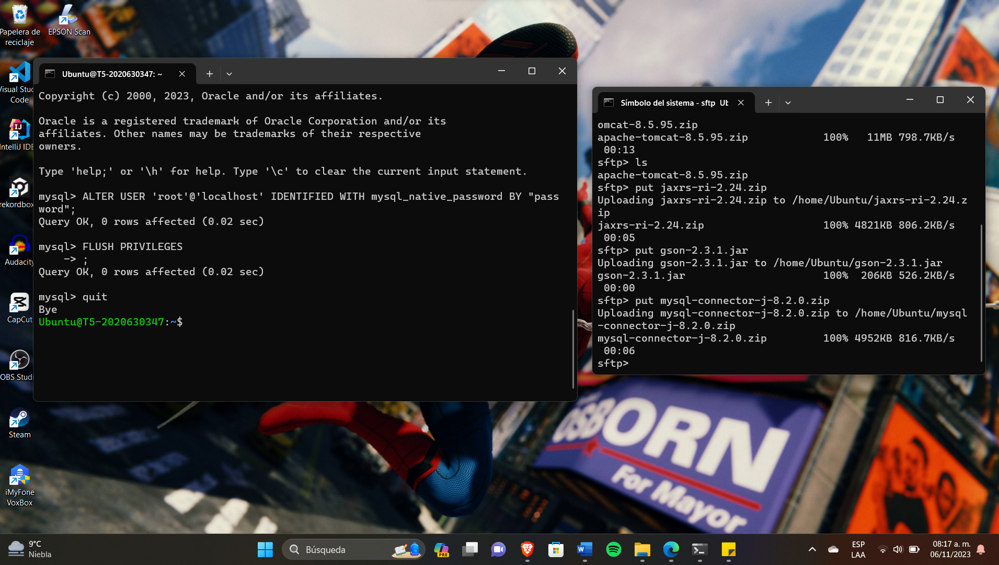 Papelera de
reciclaje
EPSON Scan
Visual Stud
Code
IntelliJ IDE
rekordbox
Audacity
CapCut
OBS Studi
Steam
iMyFone
VoxBox
Ubuntu@T5-2020630347: ~
Copyright (c) 2000, 2023, Oracle and/or its affiliates.
Oracle is a registered trademark of Oracle Corporation and/or its
affiliates. Other names may be trademarks of their respective
owners.
Type 'help;' or '\h' for help. Type '\c' to clear the current input statement.
mysql> ALTER USER 'root'@'localhost' IDENTIFIED WITH mysql_native_password BY "pass
word";
Query OK, 0 rows affected (0.02 sec)
mysql> FLUSH PRIVILEGES
    -> ;
Query OK, 0 rows affected (0.02 sec)
mysql> quit
Bye
Ubuntu@T5-2020630347:~$
Símbolo del sistema - sftp Ub
omcat-8.5.95.zip
apache-tomcat-8.5.95.zip 100% 11MB 798.7KB/s
00:13
sftp> ls
apache-tomcat-8.5.95.zip
sftp> put jaxrs-ri-2.24.zip
Uploading jaxrs-ri-2.24.zip to /home/Ubuntu/jaxrs-ri-2.24.z
ip
jaxrs-ri-2.24.zip 100% 4821KB 806.2KB/s
00:05
sftp> put gson-2.3.1.jar
Uploading gson-2.3.1.jar to /home/Ubuntu/gson-2.3.1.jar
gson-2.3.1.jar 100% 206KB 526.2KB/s
00:00
sftp> put mysql-connector-j-8.2.0.zip
Uploading mysql-connector-j-8.2.0.zip to /home/Ubuntu/mysql
-connector-j-8.2.0.zip
mysql-connector-j-8.2.0.zip 100% 4952KB 816.7KB/s
00:06
sftp>
OSBORN
For Mayor
9°C
Niebla
Búsqueda
PRE
ESP
LAA
08:17 a. m.
06/11/2023